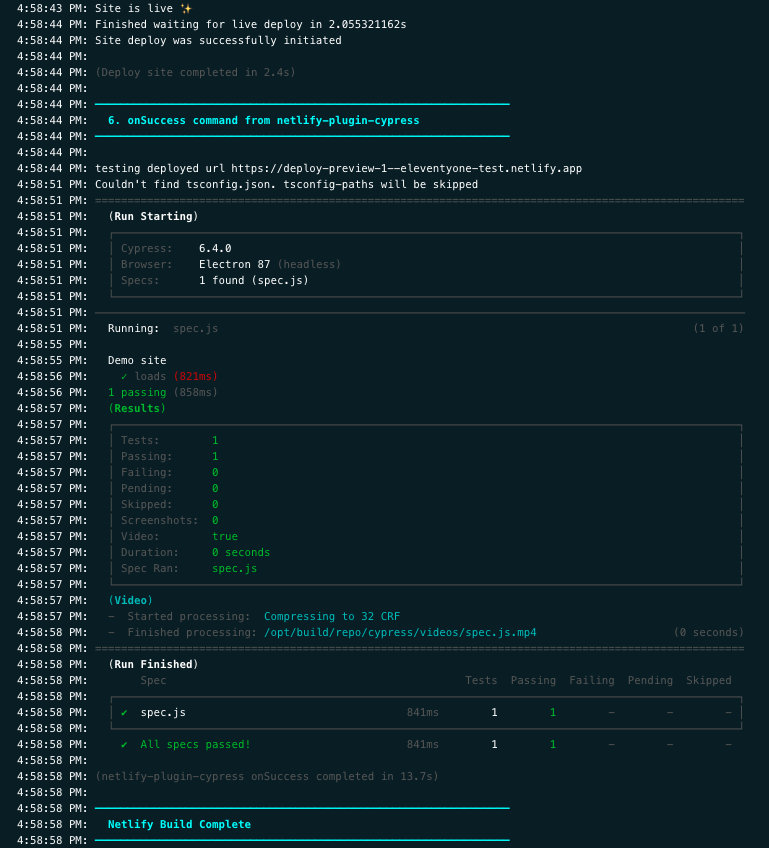 4:58:43 PM: Site is live ✨
4:58:44 PM: Finished waiting for live deploy in 2.055321162s
4:58:44 PM: Site deploy was successfully initiated
4:58:44 PM:
4:58:44 PM: (Deploy site completed in 2.4s)
4:58:44 PM:
4:58:44 PM:
4:58:44 PM: 6. onSuccess command from netlify-plugin-cypress
4:58:44 PM:
4:58:44 PM:
4:58:44 PM: testing deployed url https://deploy-preview-1--eleventyone-test.netlify.app
4:58:51 PM: Couldn't find tsconfig.json. tsconfig-paths will be skipped
4:58:51 PM:
4:58:51 PM: (Run Starting)
4:58:51 PM:
4:58:51 PM: Cypress: 6.4.0
4:58:51 PM: Browser: Electron 87 (headless)
4:58:51 PM: Specs: 1 found (spec.js)
4:58:51 PM:
4:58:51 PM:
4:58:51 PM: Running: spec.js (1 of 1)
4:58:55 PM:
4:58:55 PM: Demo site
4:58:56 PM: ✓ loads (821ms)
4:58:56 PM: 1 passing (858ms)
4:58:57 PM: (Results)
4:58:57 PM:
4:58:57 PM: Tests: 1
4:58:57 PM: Passing: 1
4:58:57 PM: Failing: 0
4:58:57 PM: Pending: 0
4:58:57 PM: Skipped: 0
4:58:57 PM: Screenshots: 0
4:58:57 PM: Video: true
4:58:57 PM: Duration: 0 seconds
4:58:57 PM: Spec Ran: spec.js
4:58:57 PM:
4:58:57 PM: (Video)
4:58:57 PM: - Started processing: Compressing to 32 CRF
4:58:58 PM: - Finished processing: /opt/build/repo/cypress/videos/spec.js.mp4 (0 seconds)
4:58:58 PM:
4:58:58 PM: (Run Finished)
4:58:58 PM: Spec Tests Passing Failing Pending Skipped
4:58:58 PM:
4:58:58 PM: ✔ spec.js 841ms 1 1 - - -
4:58:58 PM:
4:58:58 PM: ✔ All specs passed! 841ms 1 1 - - -
4:58:58 PM:
4:58:58 PM: (netlify-plugin-cypress onSuccess completed in 13.7s)
4:58:58 PM:
4:58:58 PM:
4:58:58 PM: Netlify Build Complete
4:58:58 PM: